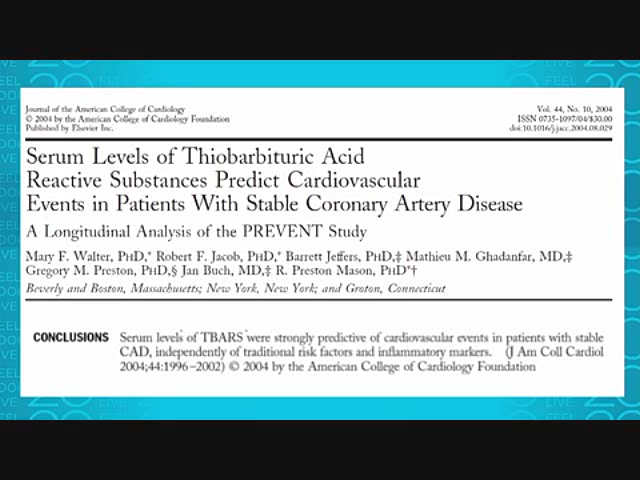 Journal of the American College of Cardiology
© 2004 by the American College of Cardiology Foundation
Published by Elsevier Inc.
Vol. 44, No. 10, 2004
ISSN 0735-1097/04/$30.00
doi:10.1016/j.jacc.2004.08.029
Serum Levels of Thiobarbituric Acid
Reactive Substances Predict Cardiovascular
Events in Patients With Stable Coronary Artery Disease
A Longitudinal Analysis of the PREVENT Study
Mary F. Walter, PHD,* Robert F. Jacob, PHD,* Barrett Jeffers, PHD,‡ Mathieu M. Ghadanfar, MD,‡
Gregory M. Preston, PHD,§ Jan Buch, MD,‡ R. Preston Mason, PHD*†
Beverly and Boston, Massachusetts; New York, New York; and Groton, Connecticut
CONCLUSIONS Serum levels of TBARS were strongly predictive of cardiovascular events in patients with stable
CAD, independently of traditional risk factors and inflammatory markers. (J Am Coll Cardiol
2004;44:1996–2002) © 2004 by the American College of Cardiology Foundation